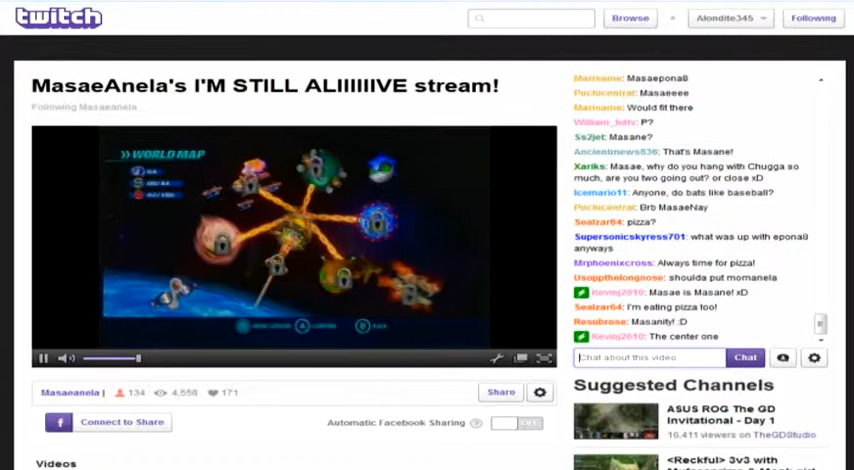 twitch
Browse
Alondite345
Following
MasaeAnela's I'M STILL ALIIIIIIVE stream!
Following Masaeanela
WORLD MAP
BACK
Masaeanela |
134
4,556
171
Share
Connect to Share
Automatic Facebook Sharing
OFF
Videos
Marisame: Masaepona8
Puchicentral: Masaeeee
Marisame: Would fit there
William_hdtv: P?
Ss2jet: Masane?
Ancientnews836: That's Masane!
Xariks: Masae, why do you hang with Chugga so
much, are you two going out? or close xD
Icemario11: Anyone, do bats like baseball?
Puchicentral: Brb MasaeNay
Sealzar64: pizza?
Supersonicskyress701: what was up with epona8
anyways
Mrphoenixcross: Always time for pizza!
Usoppthelongnose: shoulda put momanela
Kevinj2010: Masae is Masane! xD
Sealzar64: I'm eating pizza too!
Resubrose: Masanity! :D
Kevinj2010: The center one
Chat about this video
Chat
Suggested Channels
ASUS ROG The GD
Invitational - Day 1
16,411 viewers on TheGDStudio
<Reckful> 3v3 with